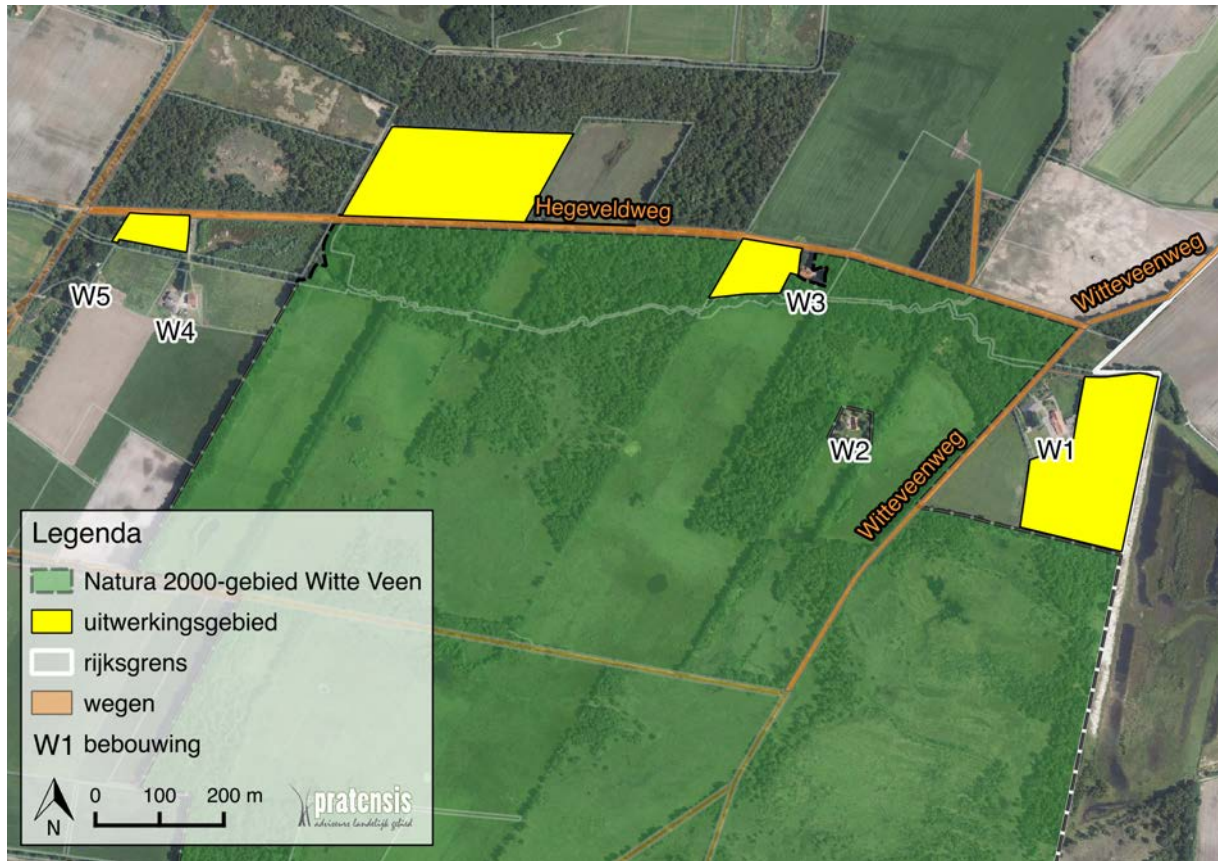 Hegeveldweg
Witteveenweg
W5
W4
W3
W2
W1
Witteveenweg
Legenda
Natura 2000-gebied Witte Veen
uitwerkingsgebied
rijksgrens
wegen
W1 bebouwing
N
0 100 200 m
pratensis
adviseurs landelijk gebied